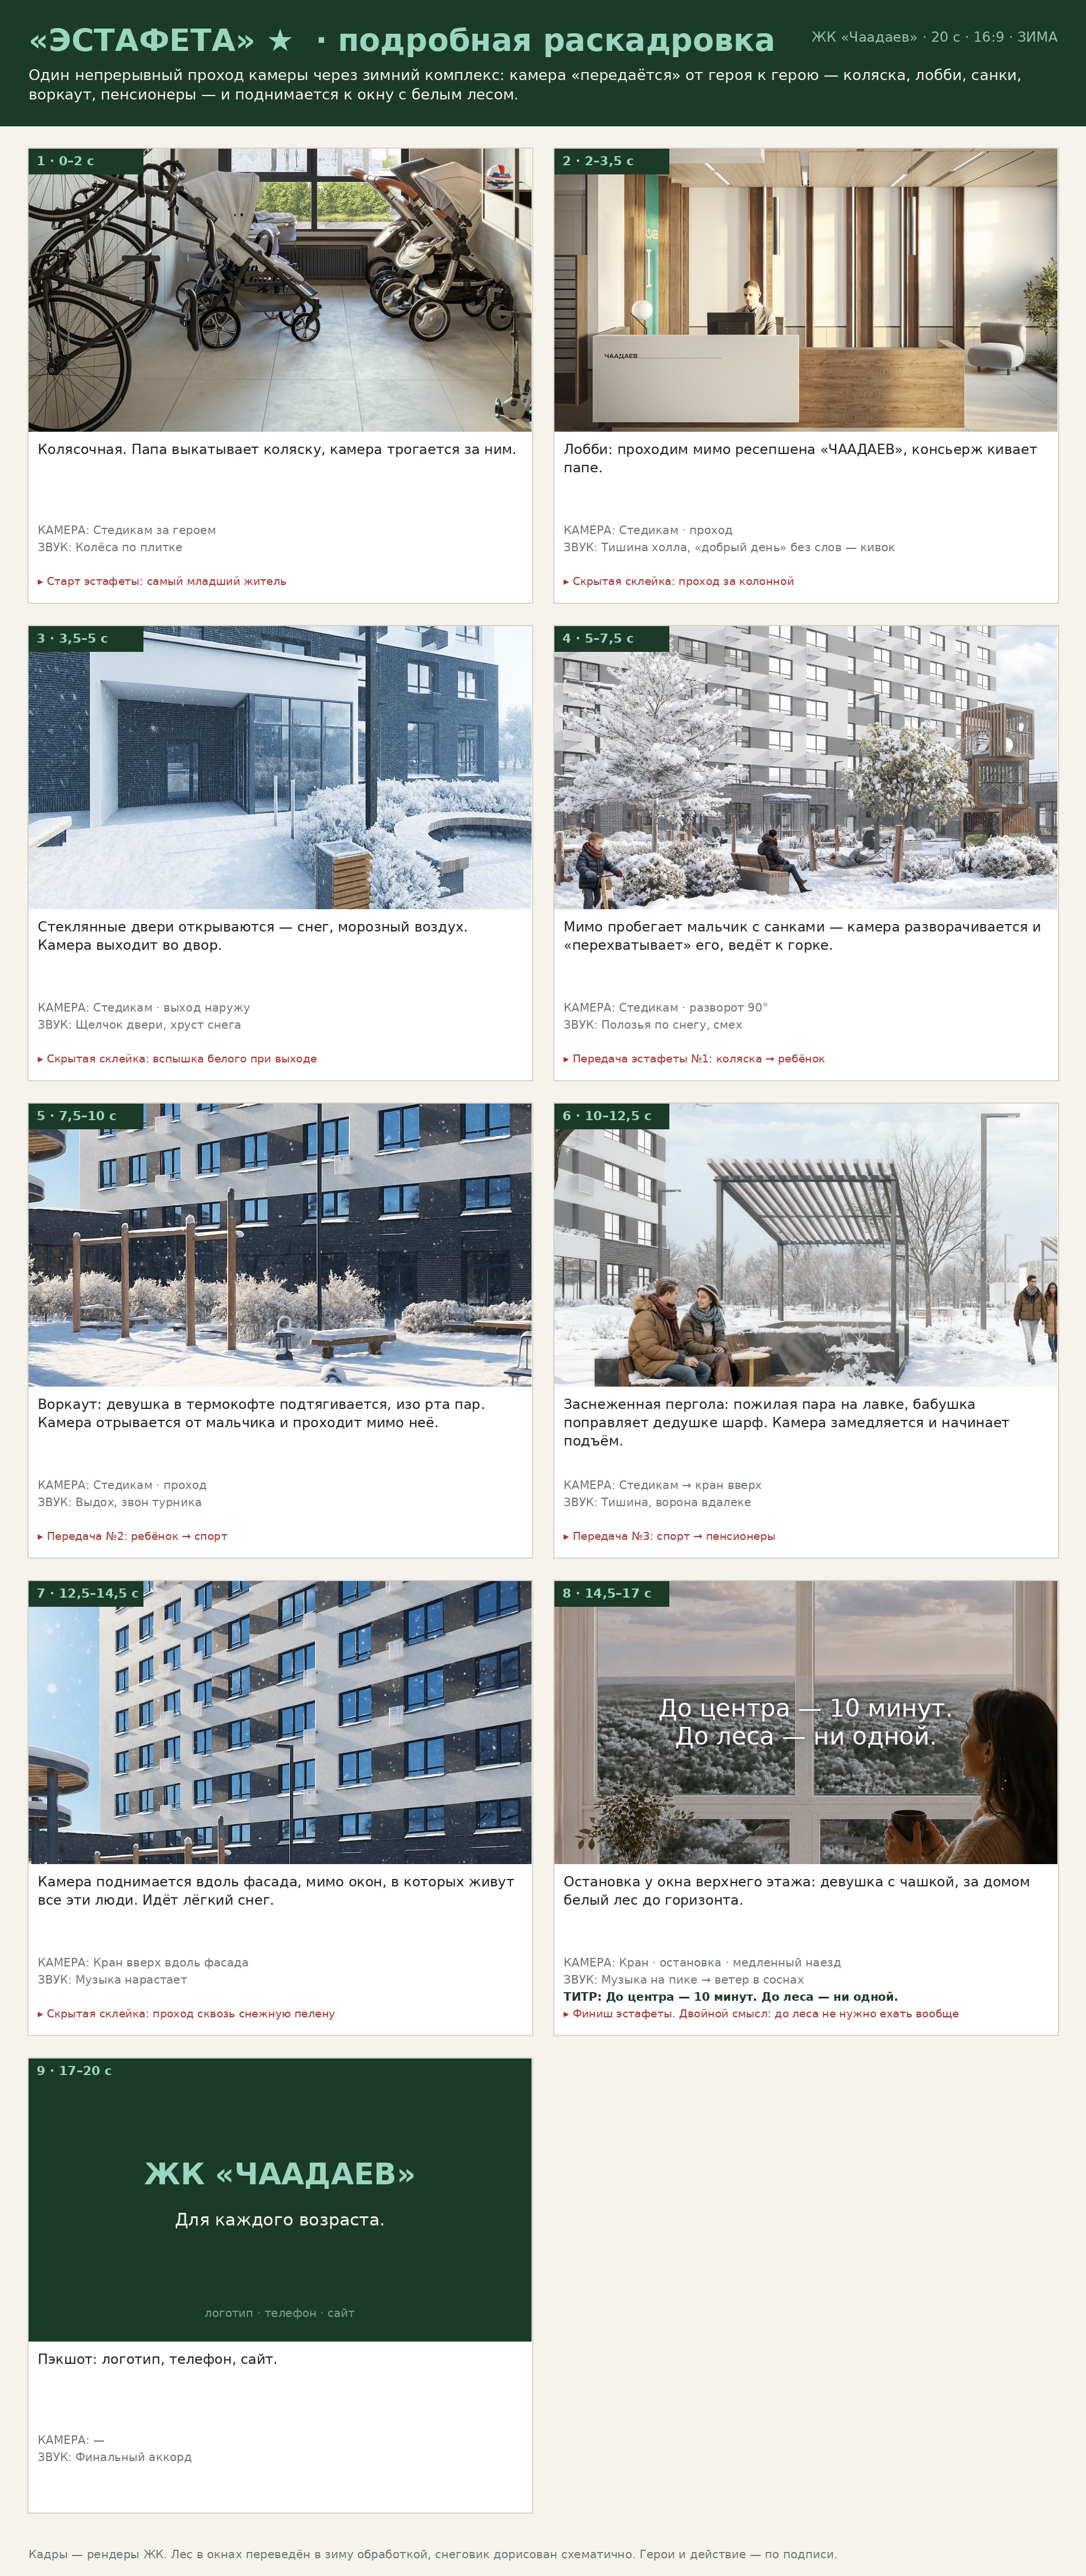 «ЭСТАФЕТА» ★ · подробная раскадровка
ЖК «Чаадаев» · 20 с · 16:9 · ЗИМА
Один непрерывный проход камеры через зимний комплекс: камера «передаётся» от героя к герою — коляска, лобби, санки,
воркаут, пенсионеры — и поднимается к окну с белым лесом.
1 · 0–2 с
Колясочная. Папа выкатывает коляску, камера трогается за ним.
КАМЕРА: Стедикам за героем
ЗВУК: Колёса по плитке
▸ Старт эстафеты: самый младший житель
2 · 2–3,5 с
ЧААДАЕВ
Лобби: проходим мимо ресепшена «ЧААДАЕВ», консьерж кивает
папе.
КАМЕРА: Стедикам · проход
ЗВУК: Тишина холла, «добрый день» без слов — кивок
▸ Скрытая склейка: проход за колонной
3 · 3,5–5 с
Стеклянные двери открываются — снег, морозный воздух.
Камера выходит во двор.
КАМЕРА: Стедикам · выход наружу
ЗВУК: Щелчок двери, хруст снега
▸ Скрытая склейка: вспышка белого при выходе
4 · 5–7,5 с
Мимо пробегает мальчик с санками — камера разворачивается и
«перехватывает» его, ведёт к горке.
КАМЕРА: Стедикам · разворот 90°
ЗВУК: Полозья по снегу, смех
▸ Передача эстафеты №1: коляска → ребёнок
5 · 7,5–10 с
Воркаут: девушка в термокофте подтягивается, изо рта пар.
Камера отрывается от мальчика и проходит мимо неё.
КАМЕРА: Стедикам · проход
ЗВУК: Выдох, звон турника
▸ Передача №2: ребёнок → спорт
6 · 10–12,5 с
Заснеженная пергола: пожилая пара на лавке, бабушка
поправляет дедушке шарф. Камера замедляется и начинает
подъём.
КАМЕРА: Стедикам → кран вверх
ЗВУК: Тишина, ворона вдалеке
▸ Передача №3: спорт → пенсионеры
7 · 12,5–14,5 с
Камера поднимается вдоль фасада, мимо окон, в которых живут
все эти люди. Идёт лёгкий снег.
КАМЕРА: Кран вверх вдоль фасада
ЗВУК: Музыка нарастает
▸ Скрытая склейка: проход сквозь снежную пелену
8 · 14,5–17 с
До центра — 10 минут.
До леса — ни одной.
Остановка у окна верхнего этажа: девушка с чашкой, за домом
белый лес до горизонта.
КАМЕРА: Кран · остановка · медленный наезд
ЗВУК: Музыка на пике → ветер в соснах
ТИТР: До центра — 10 минут. До леса — ни одной.
▸ Финиш эстафеты. Двойной смысл: до леса не нужно ехать вообще
9 · 17–20 с
ЖК «ЧААДАЕВ»
Для каждого возраста.
логотип · телефон · сайт
Пэкшот: логотип, телефон, сайт.
КАМЕРА: —
ЗВУК: Финальный аккорд
Кадры — рендеры ЖК. Лес в окнах переведён в зиму обработкой, снеговик дорисован схематично. Герои и действие — по подписи.